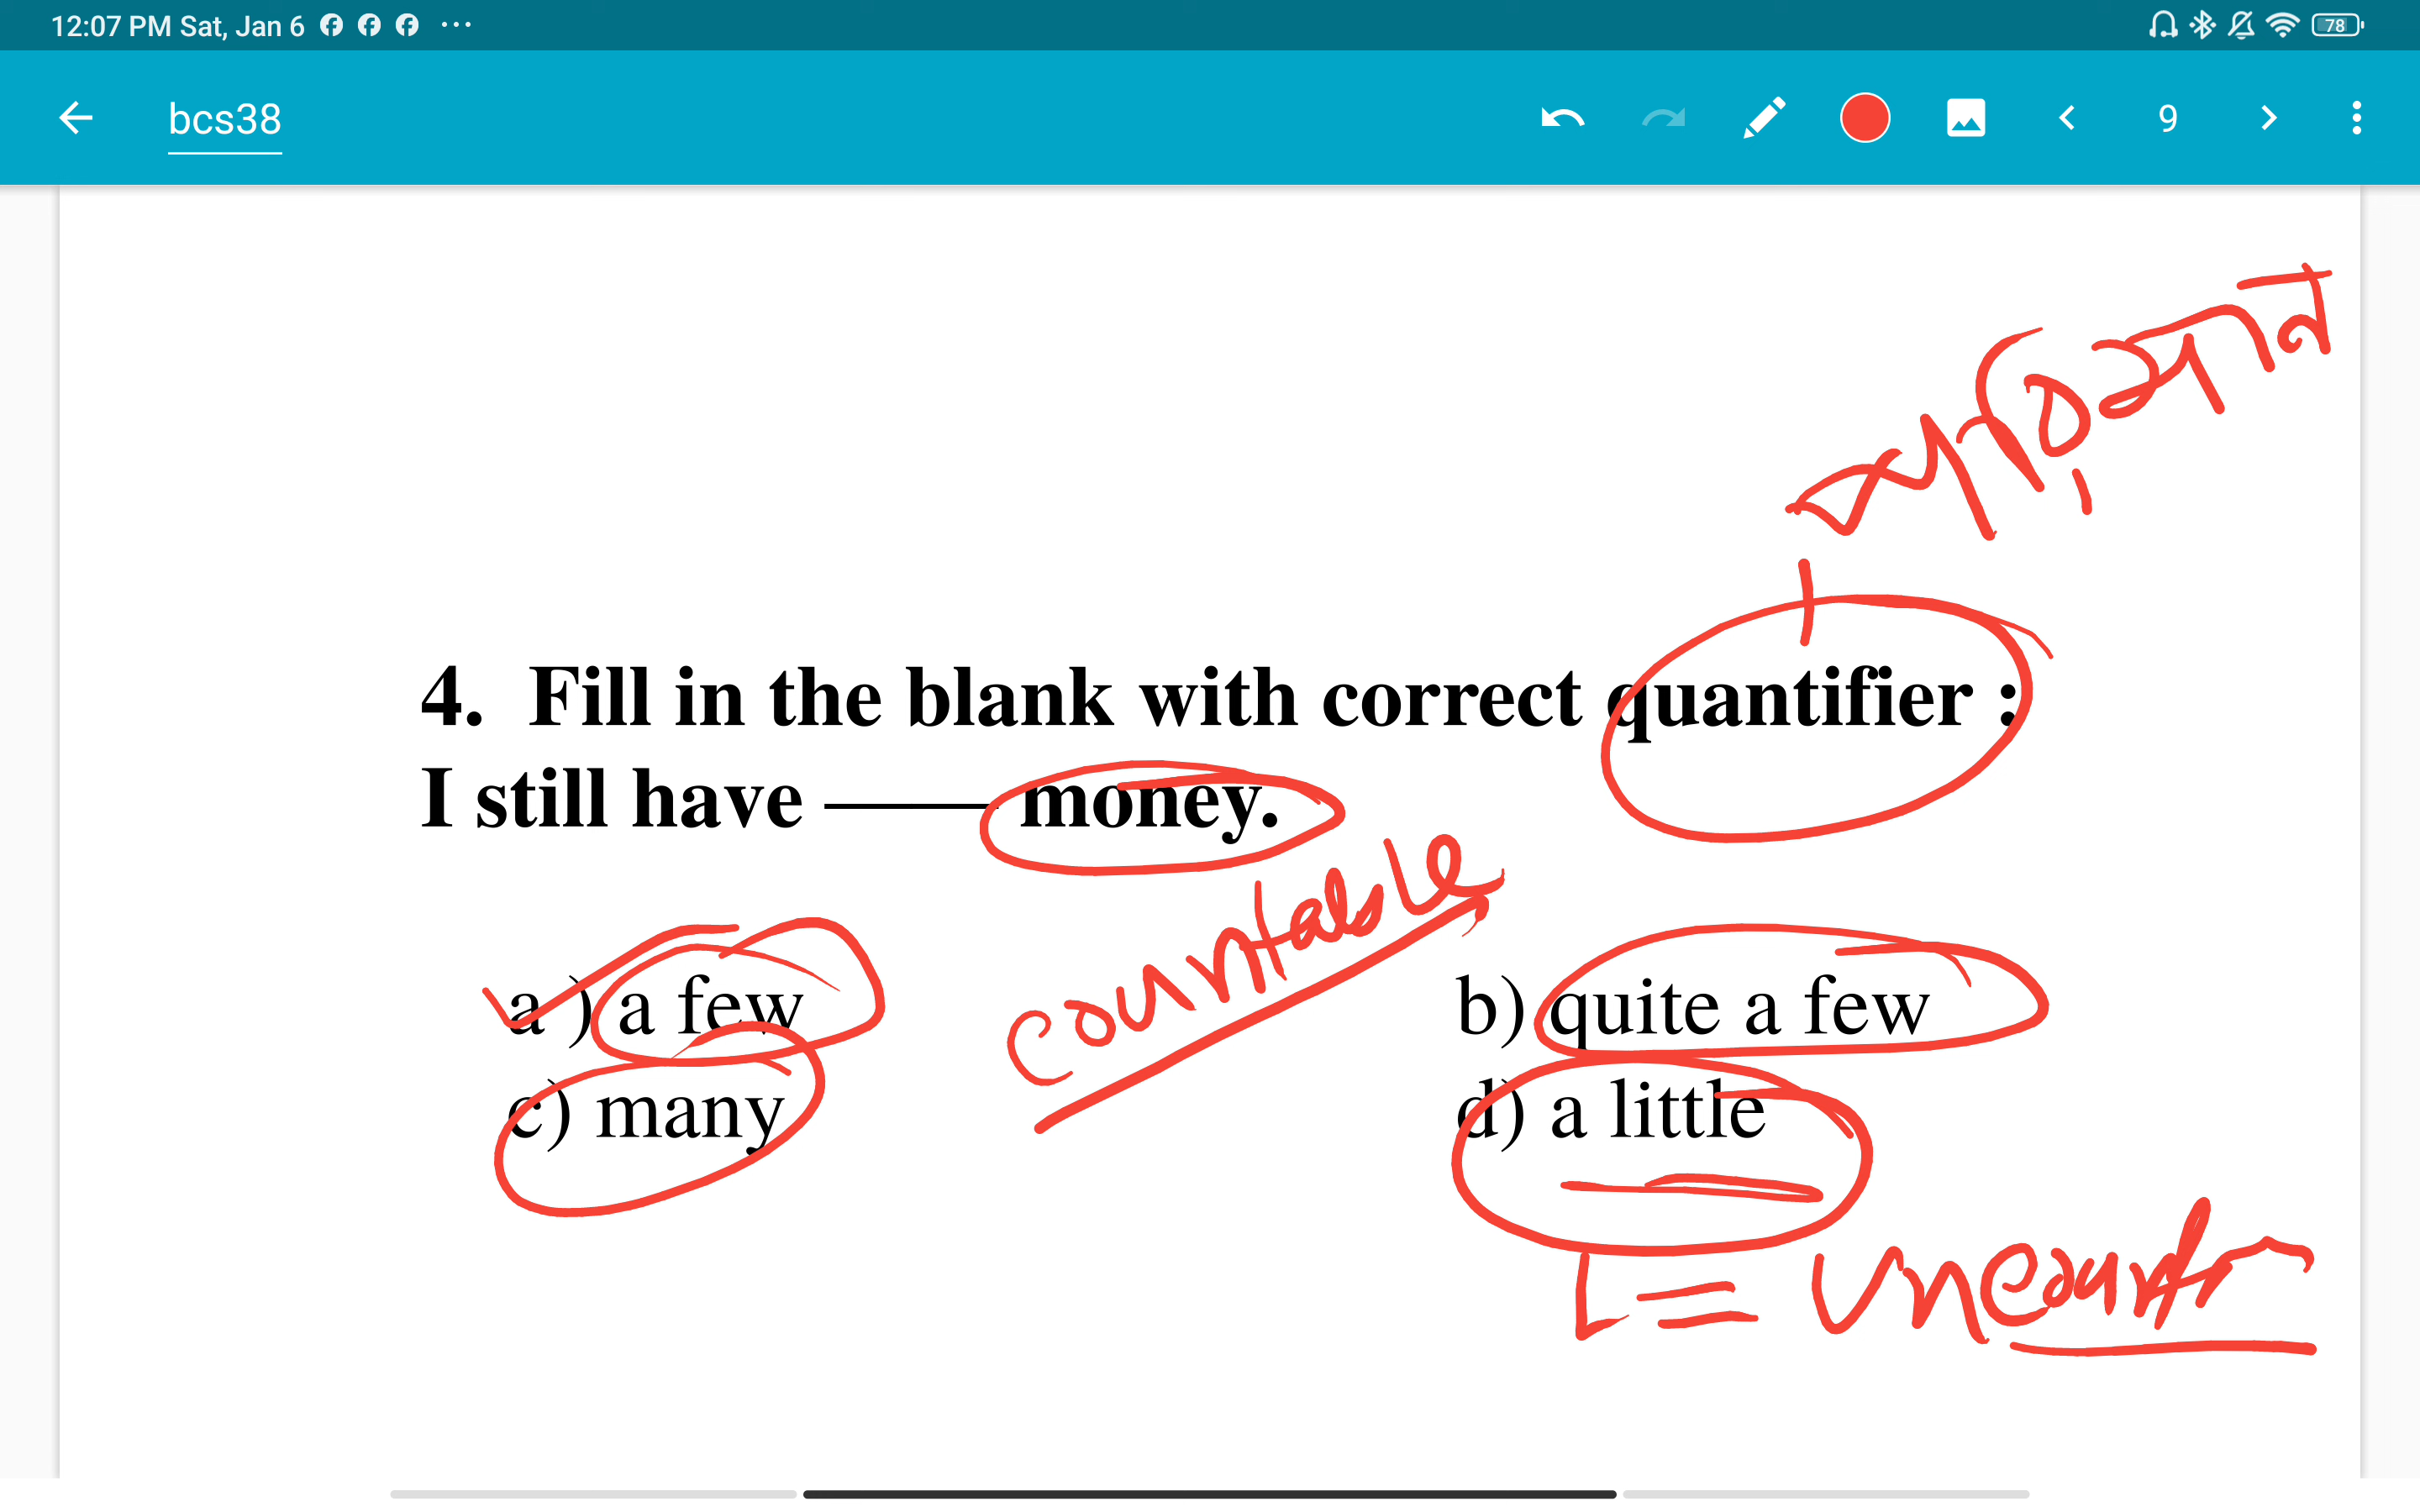 12:07 PM Sat, Jan 6
78
bcs38
9
পরিমান
4. Fill in the blank with correct quantifier :
I still have ——— money.
countable
a) a few
b) quite a few
c) many
d) a little